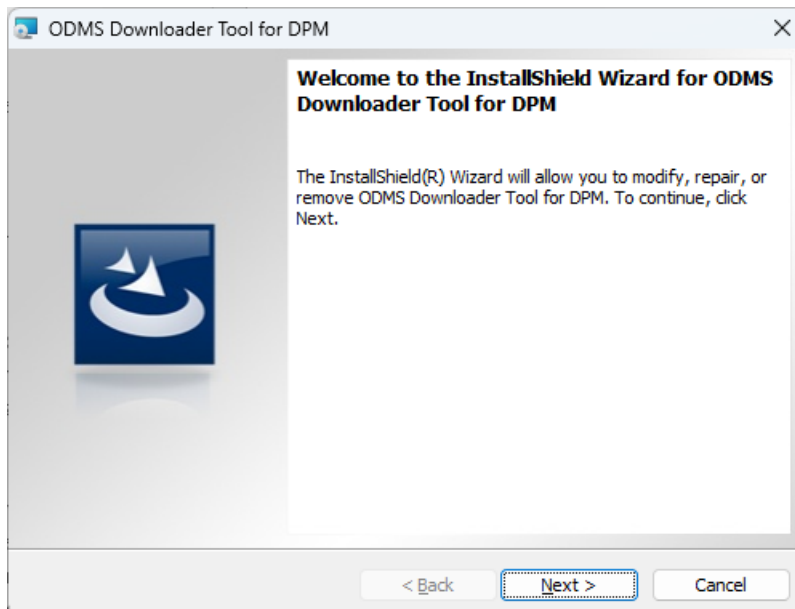 ODMS Downloader Tool for DPM
Welcome to the InstallShield Wizard for ODMS
Downloader Tool for DPM
The InstallShield(R) Wizard will allow you to modify, repair, or
remove ODMS Downloader Tool for DPM. To continue, click
Next.
< Back
Next >
Cancel